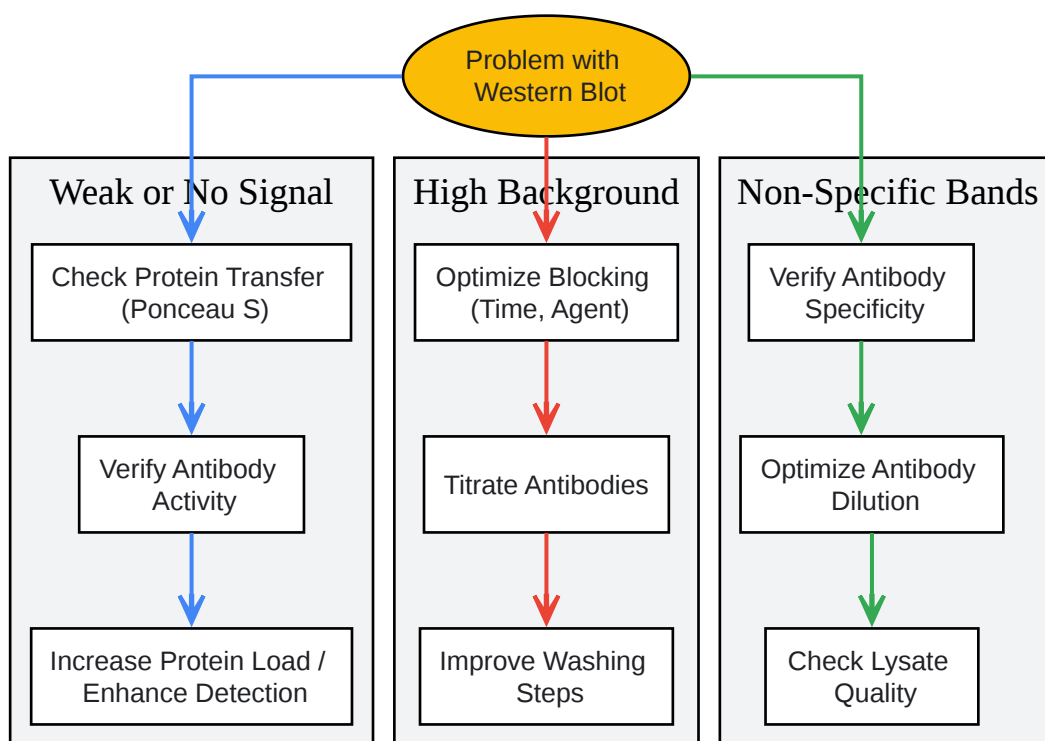 Problem with
Western Blot
Weak or No Signal
Check Protein Transfer
(Ponceau S)
Verify Antibody
Activity
Increase Protein Load /
Enhance Detection
High Background
Optimize Blocking
(Time, Agent)
Titrate Antibodies
Improve Washing
Steps
Non-Specific Bands
Verify Antibody
Specificity
Optimize Antibody
Dilution
Check Lysate
Quality